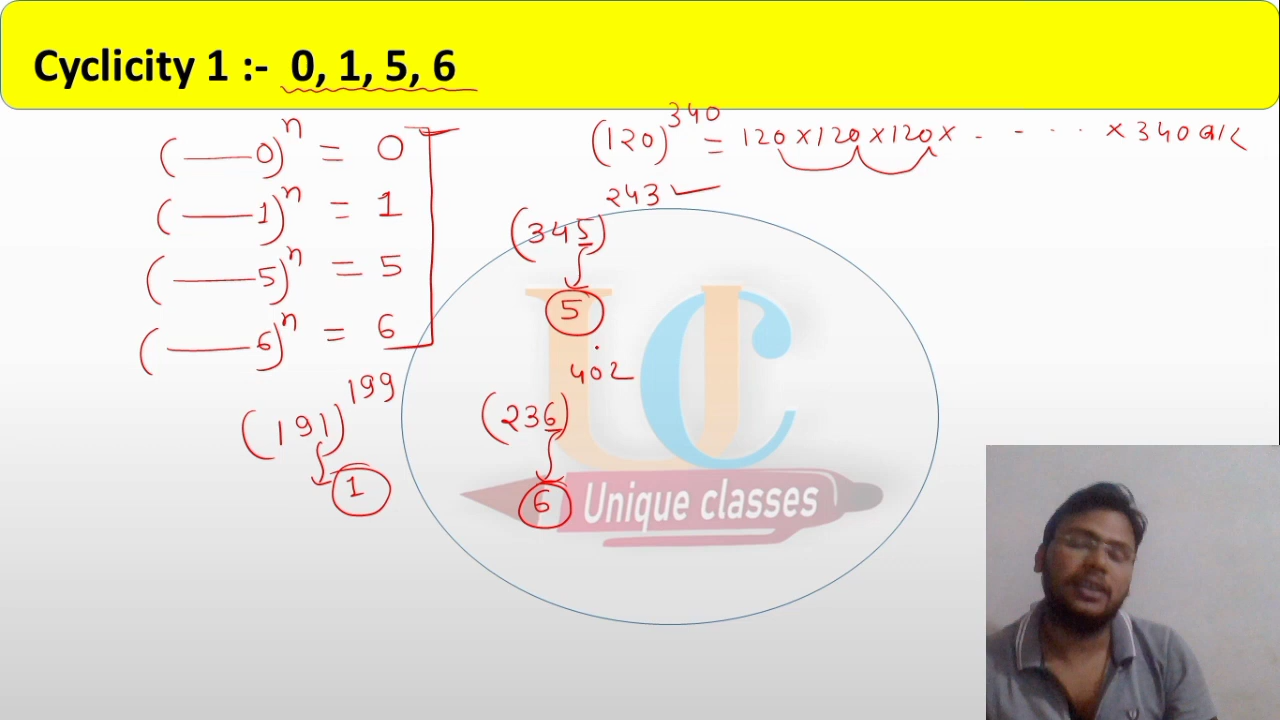 Cyclicity 1 :- 0, 1, 5, 6
(—0)ⁿ = 0
(—1)ⁿ = 1
(—5)ⁿ = 5
(—6)ⁿ = 6
(191)¹⁹⁹
1
(120)³⁴⁰ = 120×120×120× - - · · · × 340
(345)²⁴³
5
(236)⁴⁰²
6
UC
Unique classes